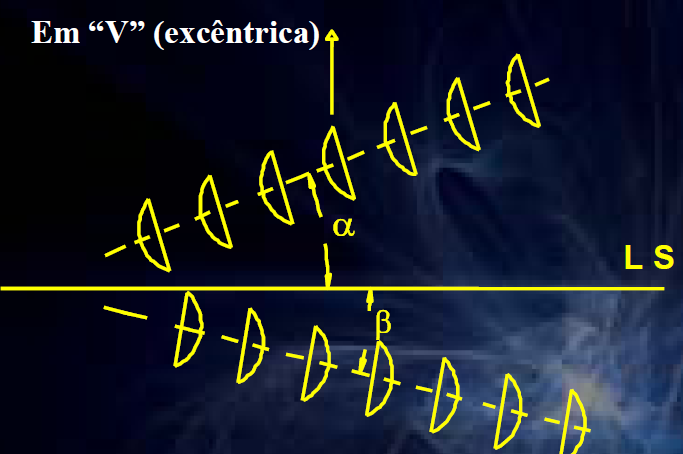 Em “V” (excêntrica)
α
L S
β